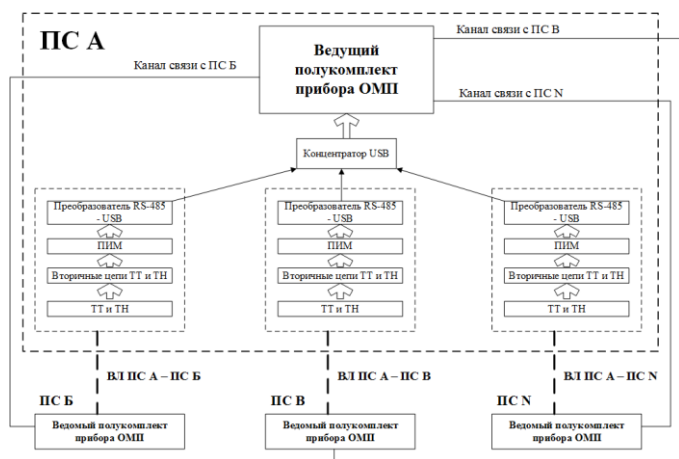 ПС А
Ведущий
полукомплект
прибора ОМП
Канал связи с ПС В
Канал связи с ПС Б
Канал связи с ПС N
Концентратор USB
Преобразователь RS-485
- USB
ПИМ
Вторичные цепи ТТ и ТН
ТТ и ТН
Преобразователь RS-485
- USB
ПИМ
Вторичные цепи ТТ и ТН
ТТ и ТН
Преобразователь RS-485
- USB
ПИМ
Вторичные цепи ТТ и ТН
ТТ и ТН
ВЛ ПС А – ПС Б
ВЛ ПС А – ПС В
ВЛ ПС А – ПС N
ПС Б
ПС В
ПС N
Ведомый полукомплект
прибора ОМП
Ведомый полукомплект
прибора ОМП
Ведомый полукомплект
прибора ОМП